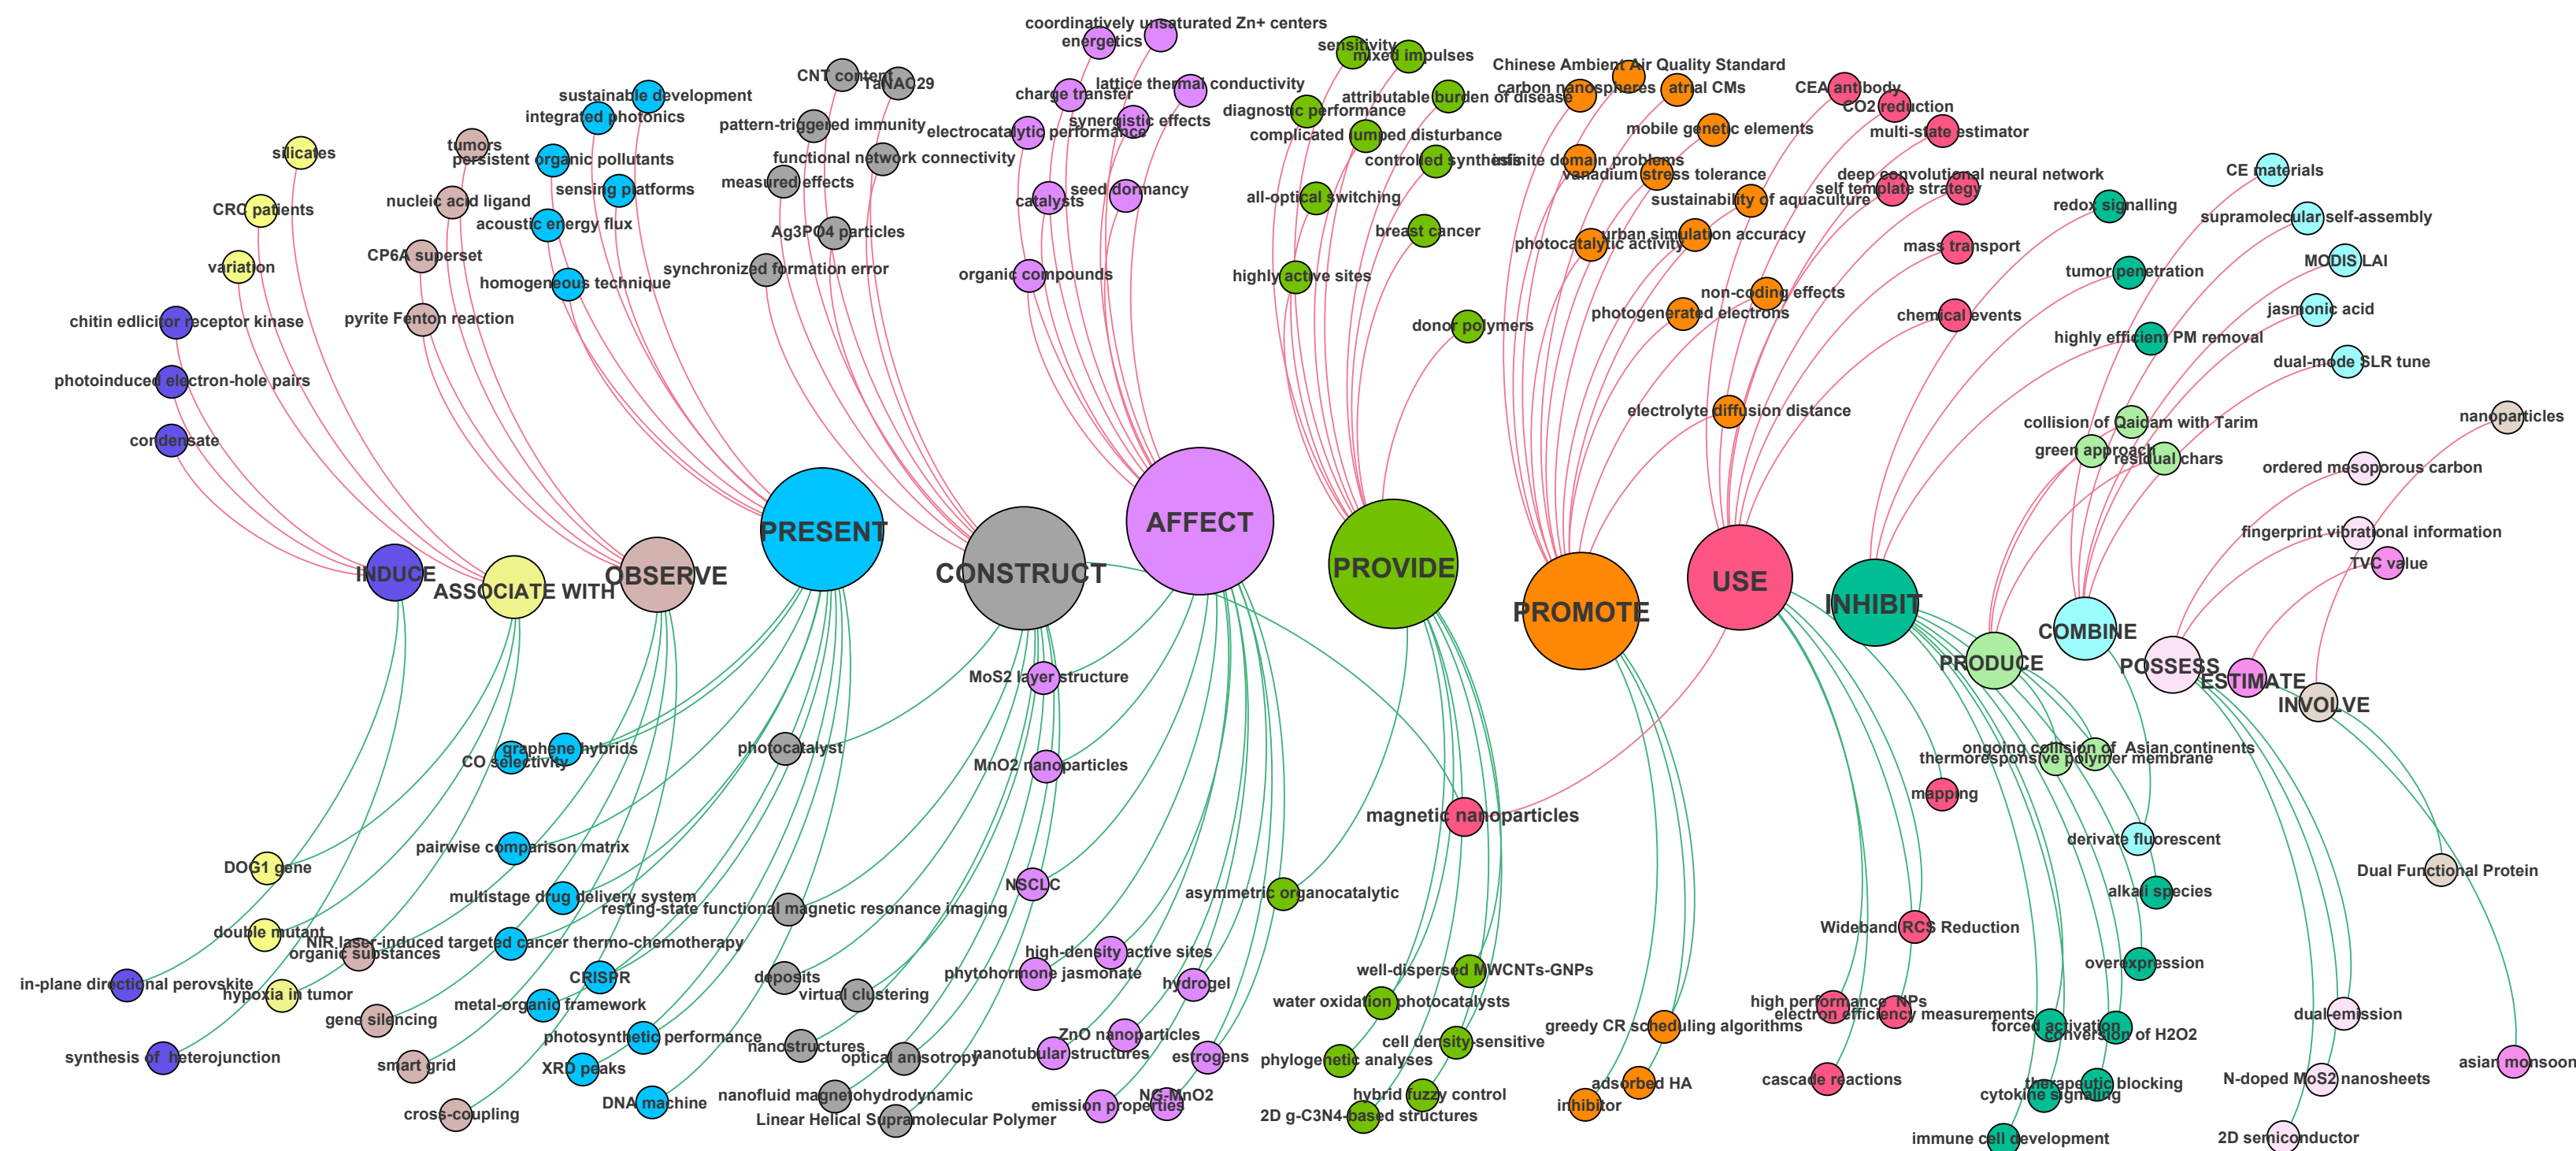 coordinatively unsaturated Zn+ centers
energetics
sensitivity
mixed impulses
Chinese Ambient Air Quality Standard
CNT content
TaNAC29
lattice thermal conductivity
charge transfer
carbon nanospheres
atrial CMs
CEA antibody
CO2 reduction
sustainable development
integrated photonics
attributable burden of disease
diagnostic performance
pattern-triggered immunity
electrocatalytic performance
synergistic effects
complicated lumped disturbance
mobile genetic elements
multi-state estimator
silicates
tumors
persistent organic pollutants
functional network connectivity
controlled synthesis
infinite domain problems
vanadium stress tolerance
deep convolutional neural network
self template strategy
CE materials
measured effects
sensing platforms
seed dormancy
catalysts
all-optical switching
sustainability of aquaculture
redox signalling
supramolecular self-assembly
CRC patients
nucleic acid ligand
acoustic energy flux
Ag3PO4 particles
breast cancer
photocatalytic activity
urban simulation accuracy
mass transport
MODIS LAI
variation
CP6A superset
synchronized formation error
homogeneous technique
organic compounds
highly active sites
non-coding effects
photogenerated electrons
tumor penetration
jasmonic acid
chitin edlicitor receptor kinase
pyrite Fenton reaction
donor polymers
chemical events
highly efficient PM removal
dual-mode SLR tune
photoinduced electron-hole pairs
condensate
electrolyte diffusion distance
collision of Qaidam with Tarim
green approach
residual chars
nanoparticles
ordered mesoporous carbon
fingerprint vibrational information
TVC value
INDUCE
ASSOCIATE WITH
OBSERVE
PRESENT
CONSTRUCT
AFFECT
PROVIDE
PROMOTE
USE
INHIBIT
PRODUCE
COMBINE
POSSESS
ESTIMATE
INVOLVE
MoS2 layer structure
graphene hybrids
CO selectivity
photocatalyst
MnO2 nanoparticles
magnetic nanoparticles
ongoing collision of  Asian continents
thermoresponsive polymer membrane
mapping
pairwise comparison matrix
derivate fluorescent
DOG1 gene
NSCLC
asymmetric organocatalytic
Dual Functional Protein
multistage drug delivery system
resting-state functional magnetic resonance imaging
alkali species
double mutant
NIR laser-induced targeted cancer thermo-chemotherapy
organic substances
high-density active sites
Wideband RCS Reduction
in-plane directional perovskite
hypoxia in tumor
CRISPR
deposits
phytohormone jasmonate
hydrogel
well-dispersed MWCNTs-GNPs
overexpression
metal-organic framework
virtual clustering
water oxidation photocatalysts
high performance  NPs
electron efficiency measurements
dual-emission
gene silencing
photosynthetic performance
ZnO nanoparticles
cell density-sensitive
greedy CR scheduling algorithms
forced activation
conversion of H2O2
synthesis of  heterojunction
smart grid
XRD peaks
nanostructures
optical anisotropy
nanotubular structures
estrogens
phylogenetic analyses
asian monsoon
cascade reactions
N-doped MoS2 nanosheets
adsorbed HA
therapeutic blocking
cytokine signaling
cross-coupling
DNA machine
nanofluid magnetohydrodynamic
Linear Helical Supramolecular Polymer
emission properties
NG-MnO2
hybrid fuzzy control
2D g-C3N4-based structures
inhibitor
immune cell development
2D semiconductor